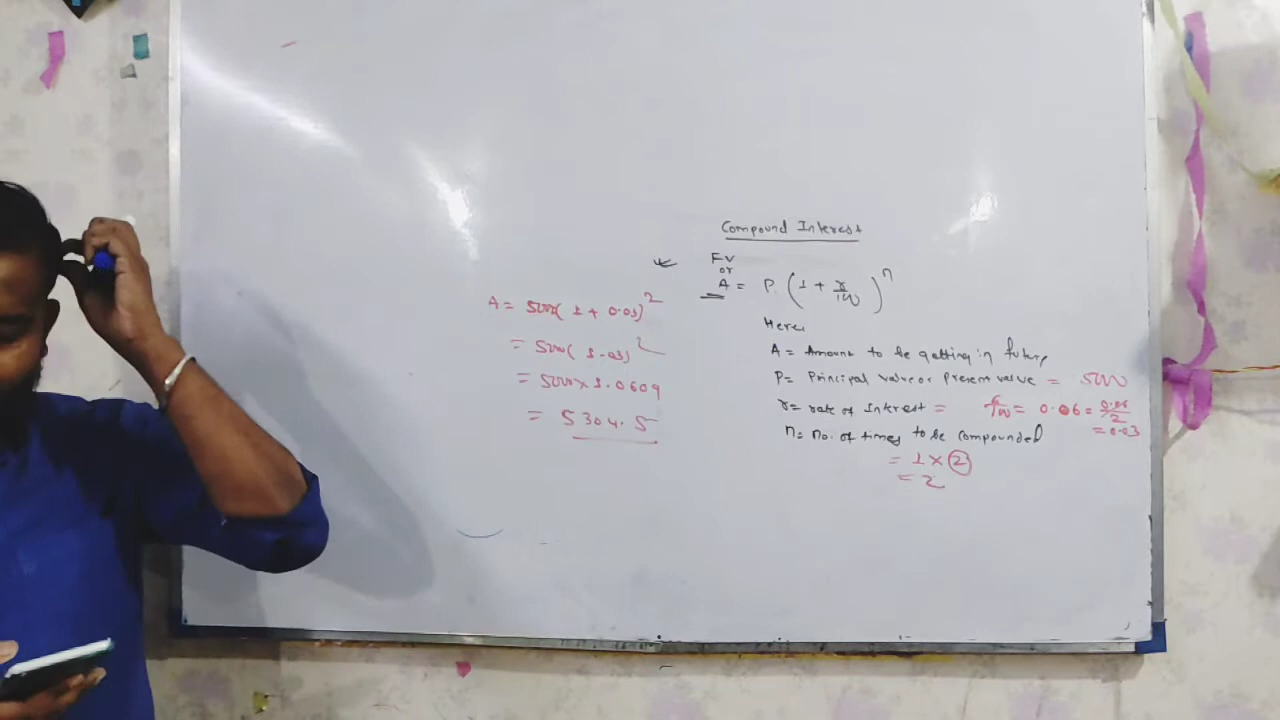 Compound Interest
FV
or
A = P. (1 + r/100)^n
Here,
A = Amount to be getting in future
P = Principal value or Present value = 5000
r = rate of Interest = 6/100 = 0.06 = 0.06/2
= 0.03
n = no. of times to be compounded
= 1 × 2
= 2
A = 5000( 1 + 0.03)^2
= 5000( 1.03)^2
= 5000 × 1.0609
= 5304.5